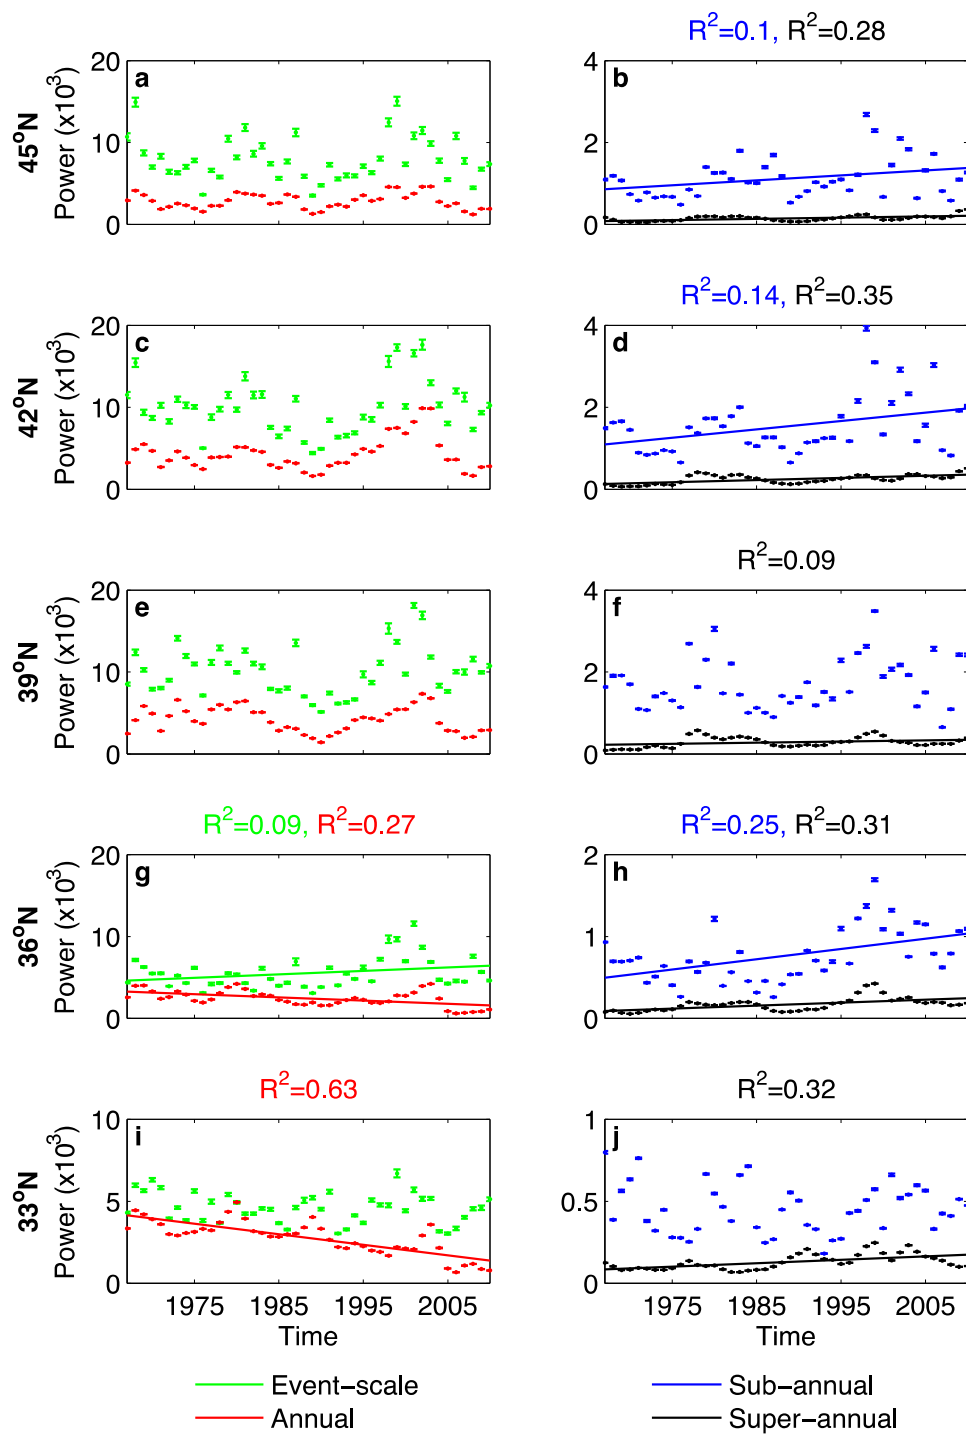 R²=0.1, R²=0.28
45°N
Power (x10³)
20
10
0
a
4
2
0
b
R²=0.14, R²=0.35
42°N
Power (x10³)
20
10
0
c
4
2
0
d
R²=0.09
39°N
Power (x10³)
20
10
0
e
4
2
0
f
R²=0.09, R²=0.27
R²=0.25, R²=0.31
36°N
Power (x10³)
20
10
0
g
2
1
0
h
R²=0.63
R²=0.32
33°N
Power (x10³)
10
5
0
i
1
0.5
0
j
1975 1985 1995 2005
1975 1985 1995 2005
Time
Time
Event-scale
Sub-annual
Annual
Super-annual